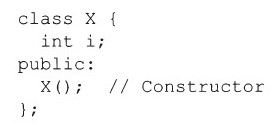 class X {
  int i;
public:
  X();  // Constructor
};